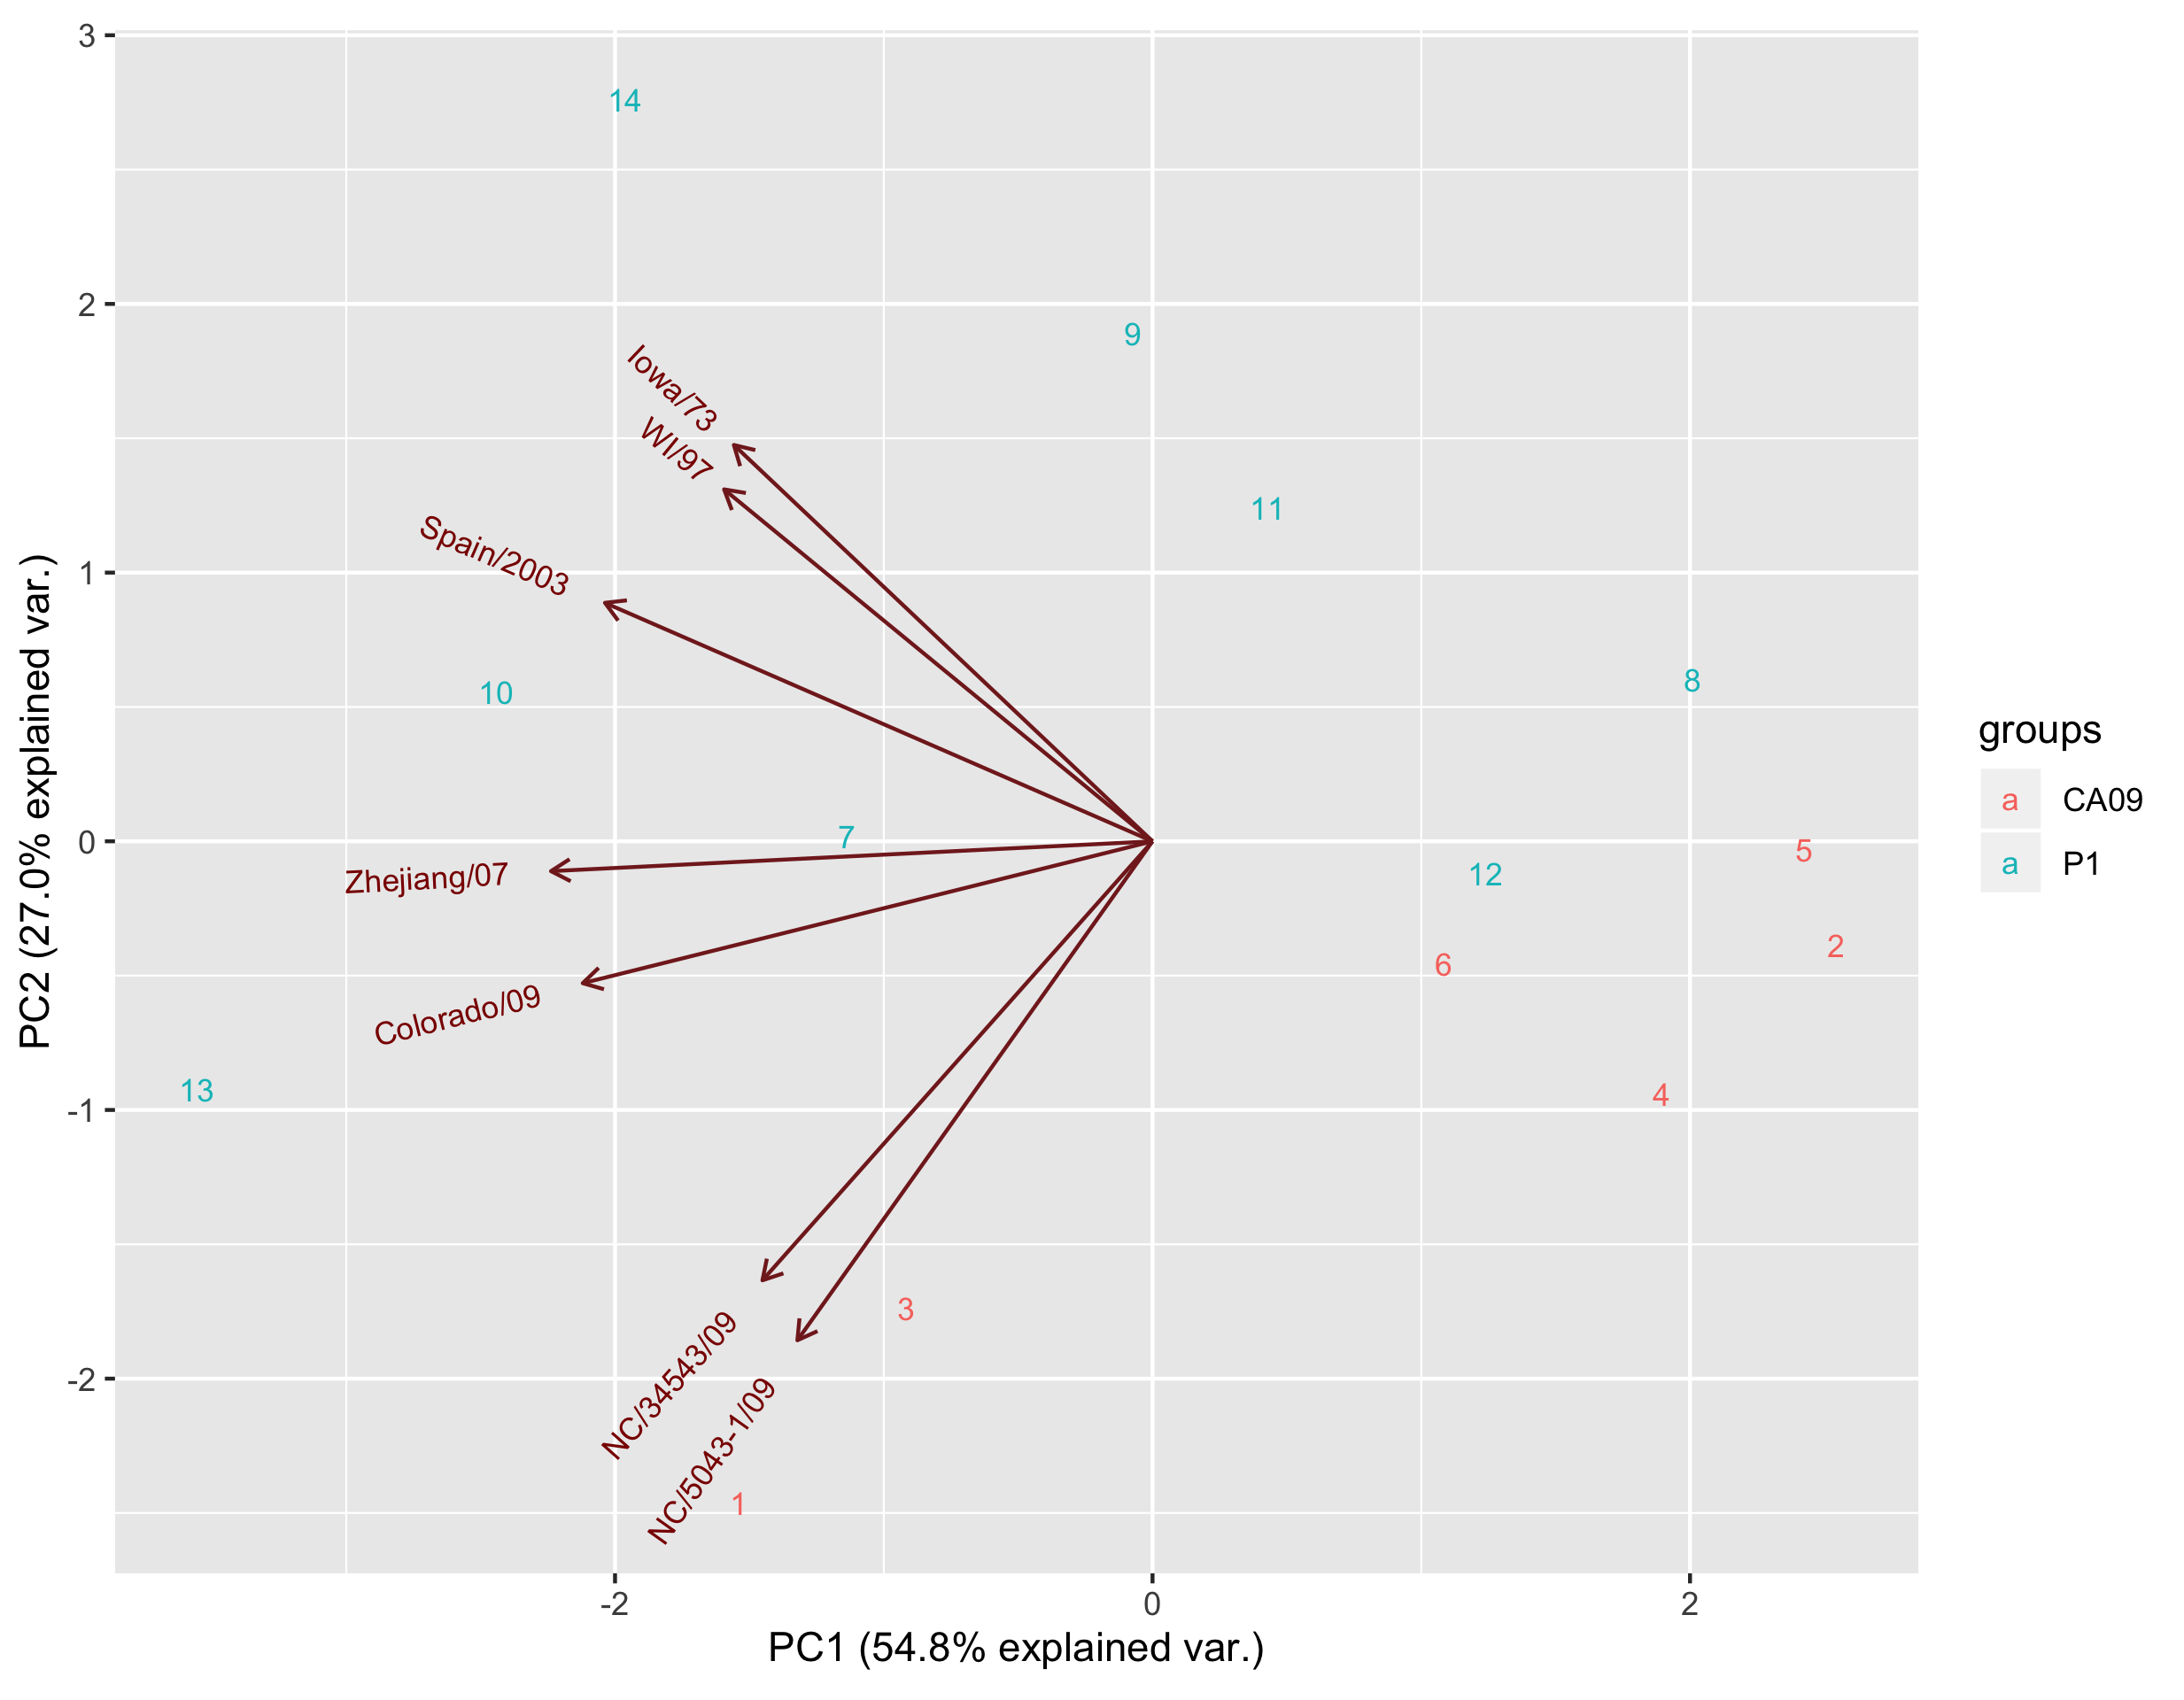 3
14
2
9
Iowa/73
WI/97
11
Spain/2003
1
10
8
groups
a CA09
a P1
7
0
5
12
Zhejiang/07
2
6
Colorado/09
13
4
-1
3
NC/34543/09
-2
NC/5043-1/09
1
-2
0
2
PC1 (54.8% explained var.)
PC2 (27.0% explained var.)